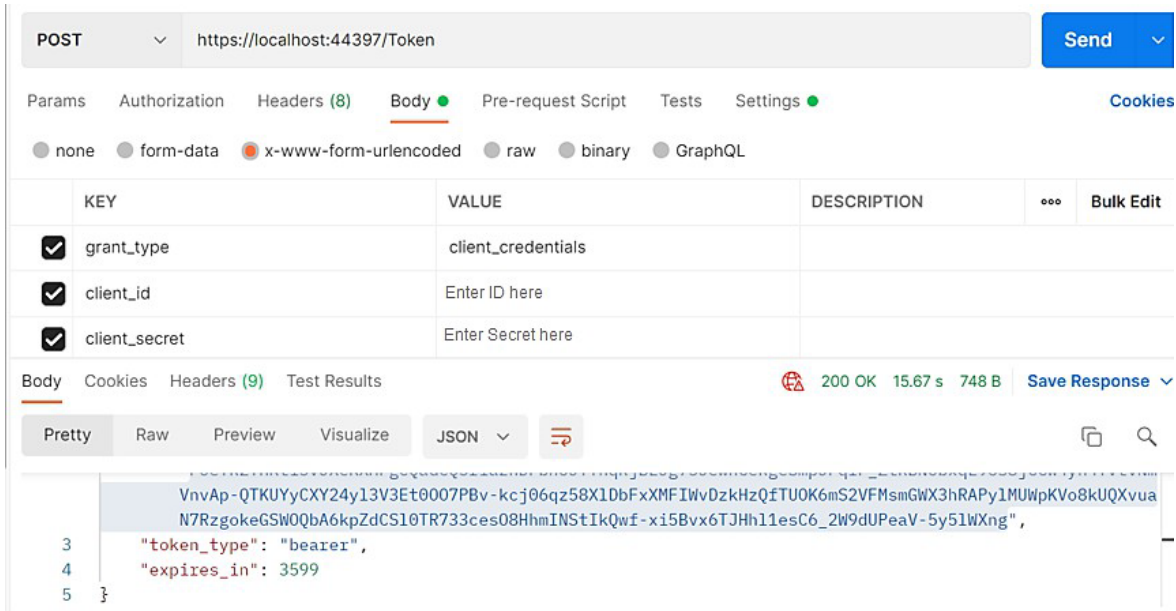 POST https://localhost:44397/Token Send
Params Authorization Headers (8) Body Pre-request Script Tests Settings Cookies
none form-data x-www-form-urlencoded raw binary GraphQL
KEY VALUE DESCRIPTION ooo Bulk Edit
grant_type client_credentials
client_id Enter ID here
client_secret Enter Secret here
Body Cookies Headers (9) Test Results 200 OK 15.67 s 748 B Save Response
Pretty Raw Preview Visualize JSON
VnvAp-QTKUYyCXY24yl3V3Et0O07PBv-kcj06qz58XlDbFxXMFIWvDzkHzQfTUOK6mS2VFMsmGWX3hRAPylMUWpKVo8kUQXvua
N7RzgokeGSWOQbA6kpZdCSl0TR733cesO8HhmINStIkQwf-xi5Bvx6TJHhl1esC6_2W9dUPeaV-5y5lWXng",
3 "token_type": "bearer",
4 "expires_in": 3599
5 }